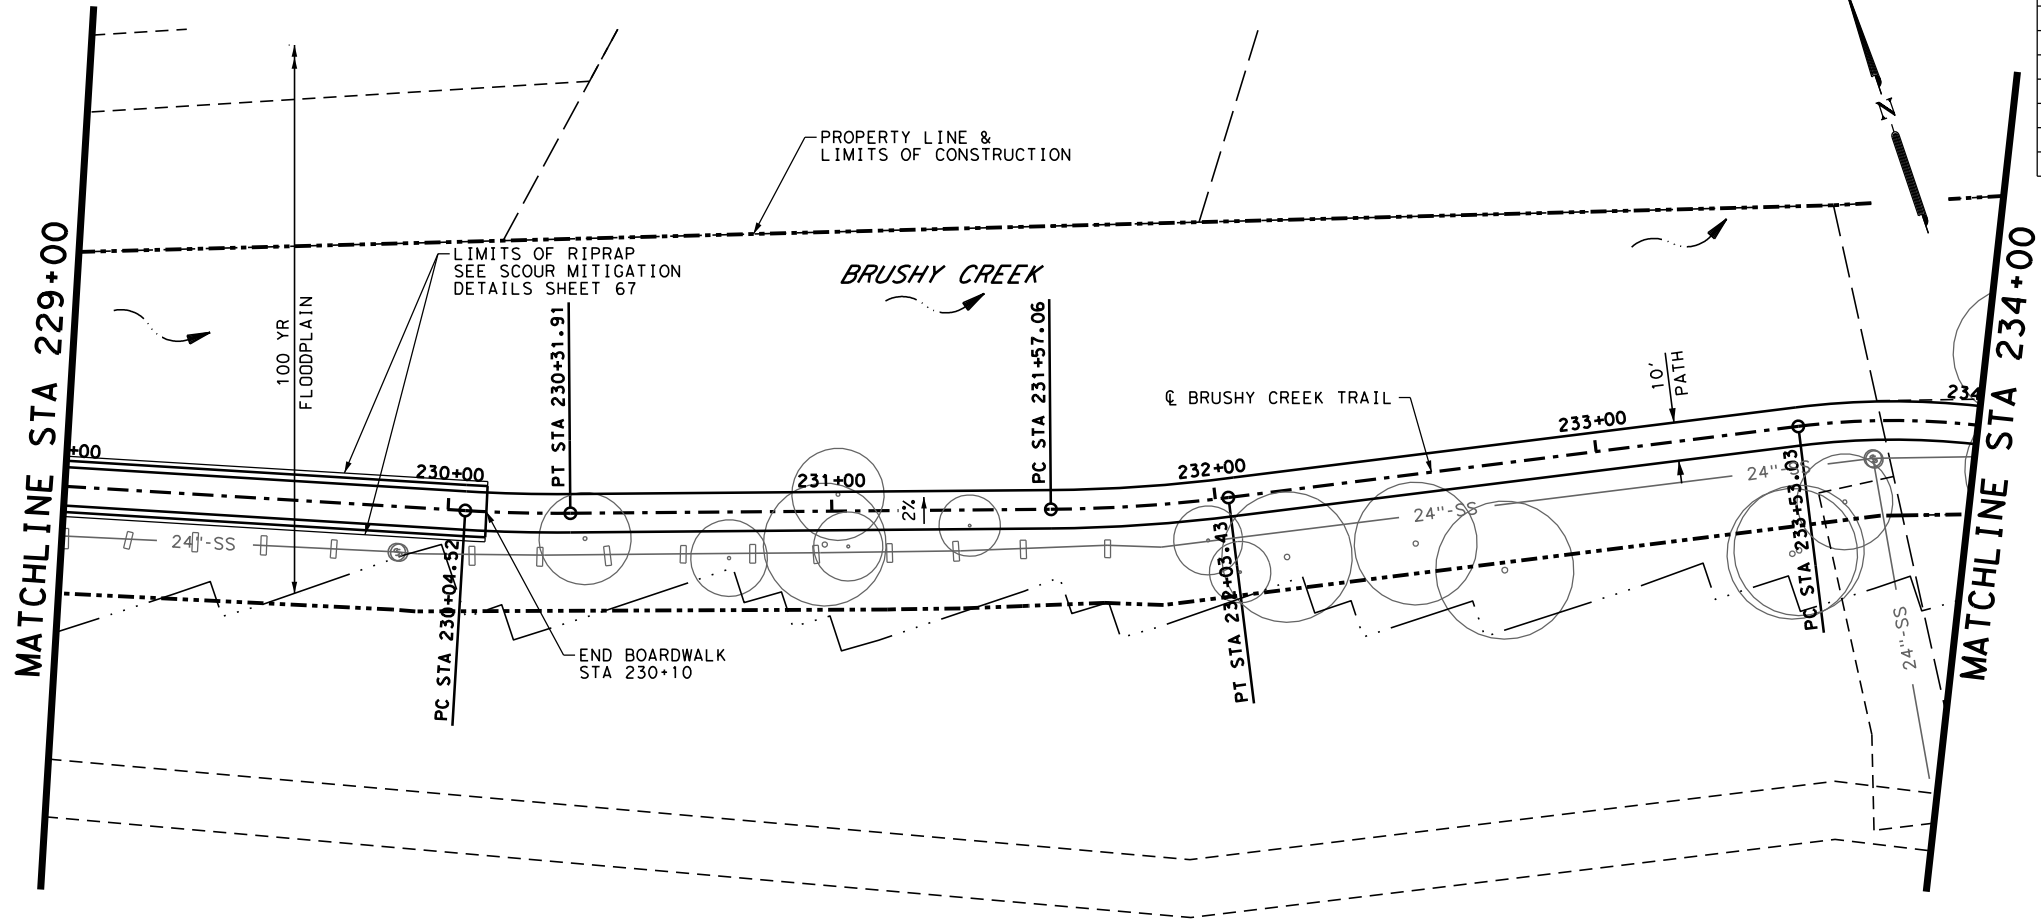 MATCHLINE STA 229+00
PROPERTY LINE &
LIMITS OF CONSTRUCTION
N
LIMITS OF RIPRAP
SEE SCOUR MITIGATION
DETAILS SHEET 67
BRUSHY CREEK
100 YR
FLOODPLAIN
PT STA 230+31.91
PC STA 231+57.06
10'
PATH
℄ BRUSHY CREEK TRAIL
234
+00
230+00
231+00
232+00
233+00
2%
24"-SS
24"-SS
24"-SS
24"-SS
PC STA 230+04.52
PT STA 232+03.43
PC STA 233+53.03
END BOARDWALK
STA 230+10
MATCHLINE STA 234+00